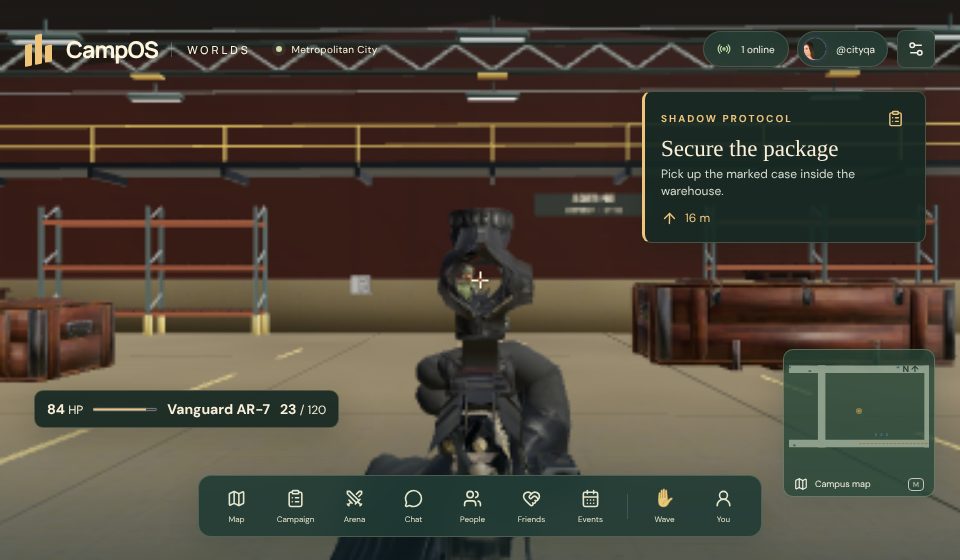 CampOS
WORLDS
Metropolitan City
1 online
@cityqa
SHADOW PROTOCOL
Secure the package
Pick up the marked case inside the
warehouse.
16 m
84 HP
Vanguard AR-7 23 / 120
N
Campus map
M
Map
Campaign
Arena
Chat
People
Friends
Events
Wave
You